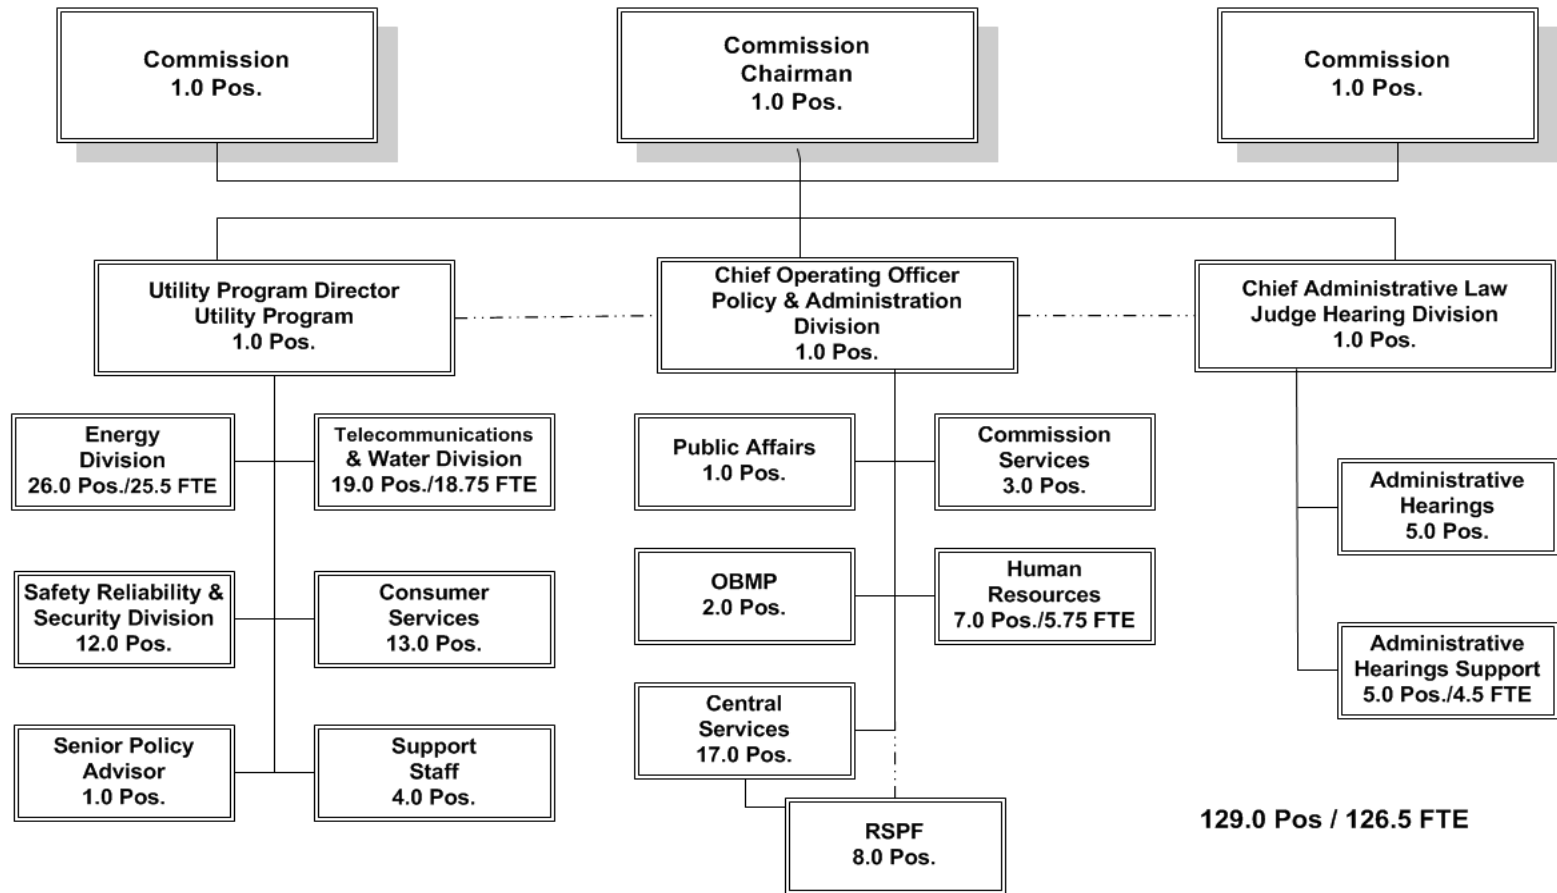 Commission
1.0 Pos.
Commission
Chairman
1.0 Pos.
Commission
1.0 Pos.
Utility Program Director
Utility Program
1.0 Pos.
Chief Operating Officer
Policy & Administration
Division
1.0 Pos.
Chief Administrative Law
Judge Hearing Division
1.0 Pos.
Energy
Division
26.0 Pos./25.5 FTE
Telecommunications
& Water Division
19.0 Pos./18.75 FTE
Public Affairs
1.0 Pos.
Commission
Services
3.0 Pos.
Administrative
Hearings
5.0 Pos.
Safety Reliability &
Security Division
12.0 Pos.
Consumer
Services
13.0 Pos.
OBMP
2.0 Pos.
Human
Resources
7.0 Pos./5.75 FTE
Administrative
Hearings Support
5.0 Pos./4.5 FTE
Senior Policy
Advisor
1.0 Pos.
Support
Staff
4.0 Pos.
Central
Services
17.0 Pos.
RSPF
8.0 Pos.
129.0 Pos / 126.5 FTE